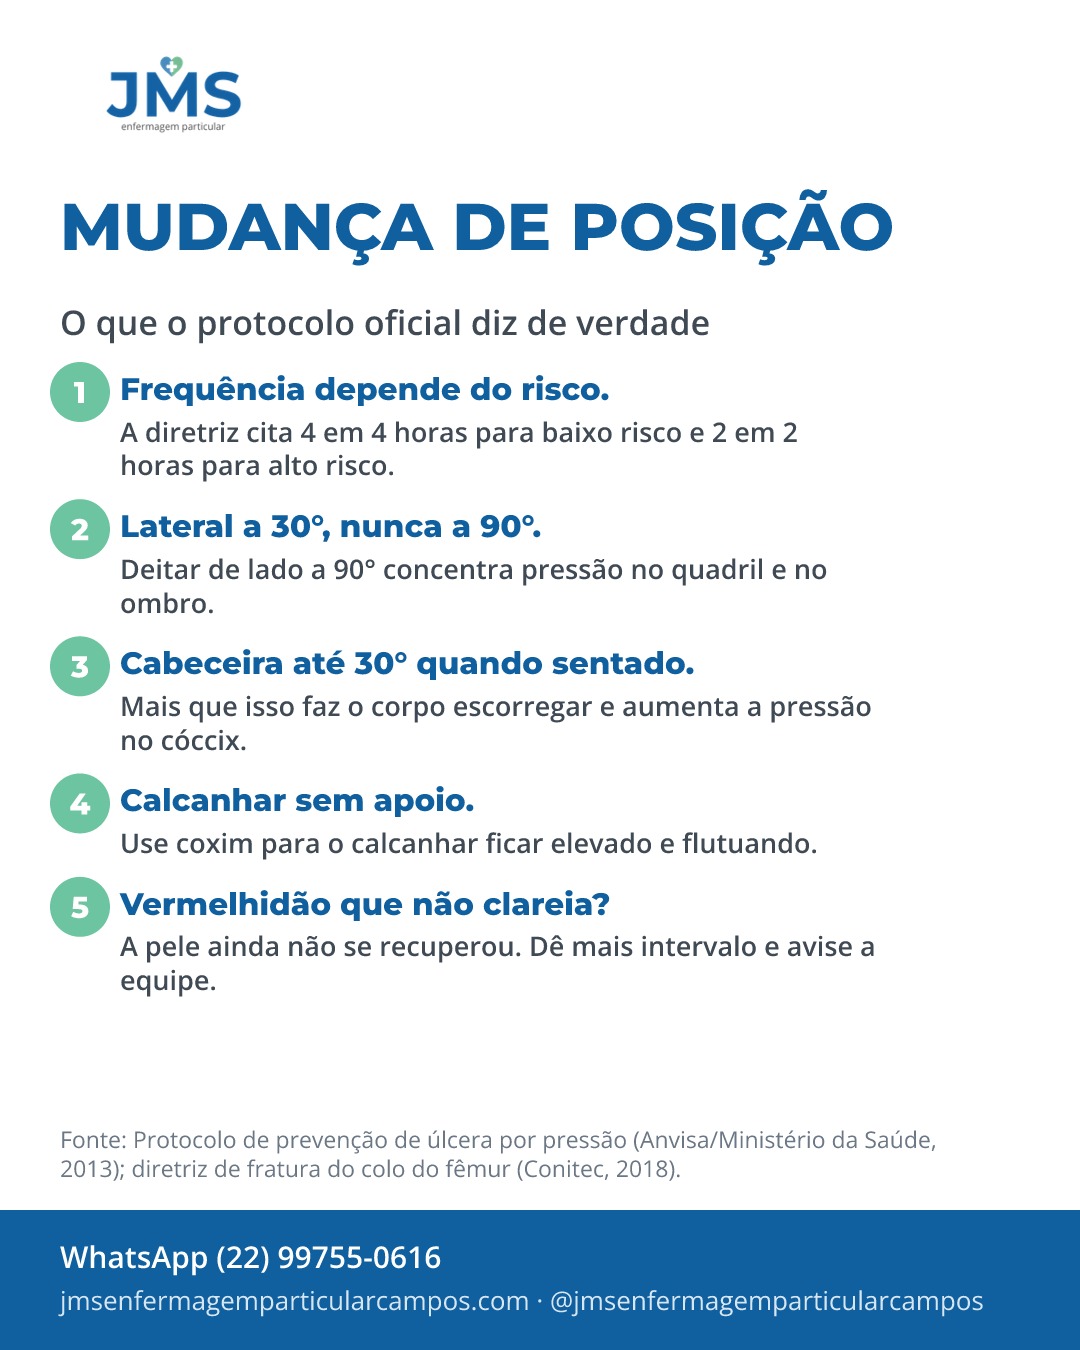 JMS
enfermagem particular
MUDANÇA DE POSIÇÃO
O que o protocolo oficial diz de verdade
1 Frequência depende do risco.
A diretriz cita 4 em 4 horas para baixo risco e 2 em 2
horas para alto risco.
2 Lateral a 30°, nunca a 90°.
Deitar de lado a 90° concentra pressão no quadril e no
ombro.
3 Cabeceira até 30° quando sentado.
Mais que isso faz o corpo escorregar e aumenta a pressão
no cóccix.
4 Calcanhar sem apoio.
Use coxim para o calcanhar ficar elevado e flutuando.
5 Vermelhidão que não clareia?
A pele ainda não se recuperou. Dê mais intervalo e avise a
equipe.
Fonte: Protocolo de prevenção de úlcera por pressão (Anvisa/Ministério da Saúde,
2013); diretriz de fratura do colo do fêmur (Conitec, 2018).
WhatsApp (22) 99755-0616
jmsenfermagemparticularcampos.com · @jmsenfermagemparticularcampos